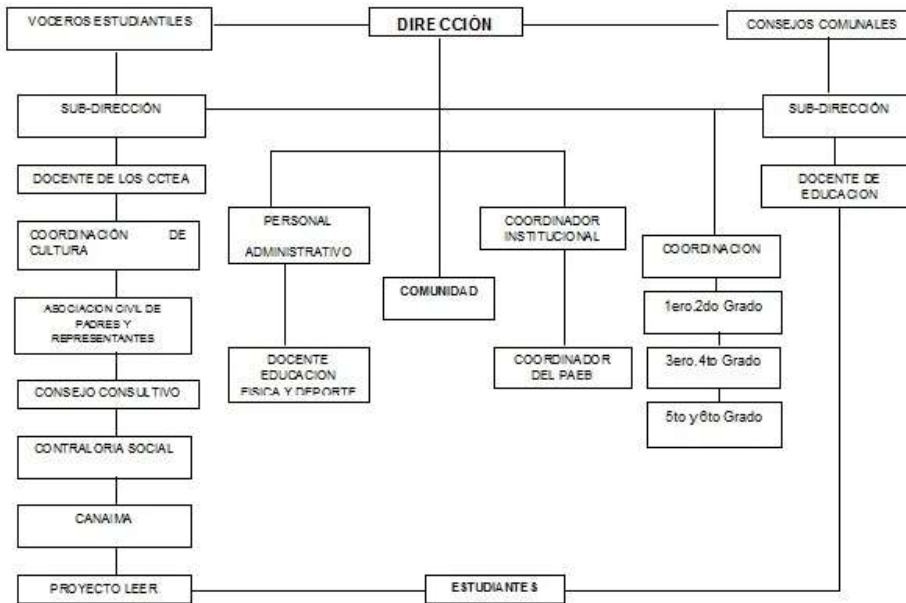 VOCEROS ESTUDIANTILES
DIRECCIÓN
CONSEJOS COMUNALES
SUB-DIRECCIÓN
SUB-DIRECCIÓN
DOCENTE DE LOS CCTEA
DOCENTE DE
EDUCACION
COORDINACIÓN DE
CULTURA
PERSONAL
ADMINISTRATIVO
COORDINADOR
INSTITUCIONAL
COORDINACION
COMUNIDAD
1ero.2do Grado
ASOCIACION CIVIL DE
PADRES Y
REPRESENTANTES
DOCENTE
EDUCACION
FISICA Y DEPORTE
COORDINADOR
DEL PAEB
3ero.4to Grado
CONSEJO CONSULTIVO
5to y 6to Grado
CONTRALORIA SOCIAL
CANAIMA
PROYECTO LEER
ESTUDIANTES